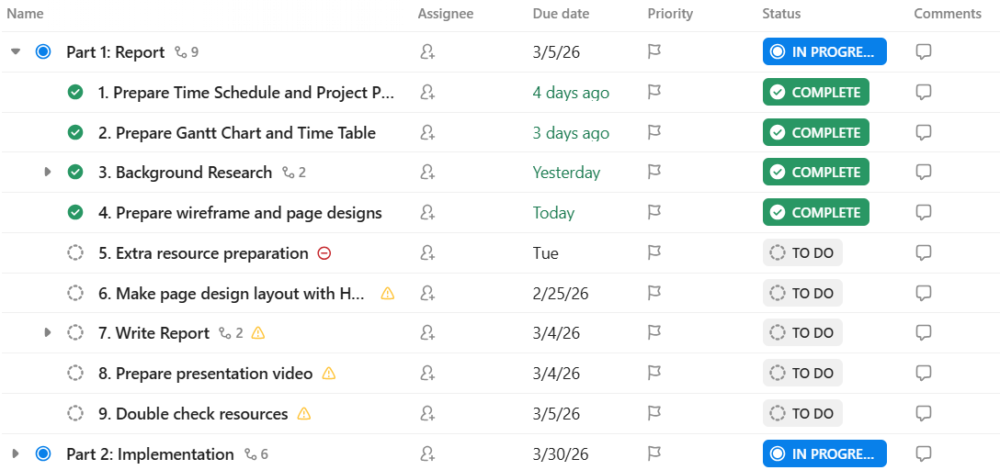 Name Assignee Due date Priority Status Comments
Part 1: Report 9 3/5/26 IN PROGRE...
1. Prepare Time Schedule and Project P... 4 days ago COMPLETE
2. Prepare Gantt Chart and Time Table 3 days ago COMPLETE
3. Background Research 2 Yesterday COMPLETE
4. Prepare wireframe and page designs Today COMPLETE
5. Extra resource preparation Tue TO DO
6. Make page design layout with H... 2/25/26 TO DO
7. Write Report 2 3/4/26 TO DO
8. Prepare presentation video 3/4/26 TO DO
9. Double check resources 3/5/26 TO DO
Part 2: Implementation 6 3/30/26 IN PROGRE...